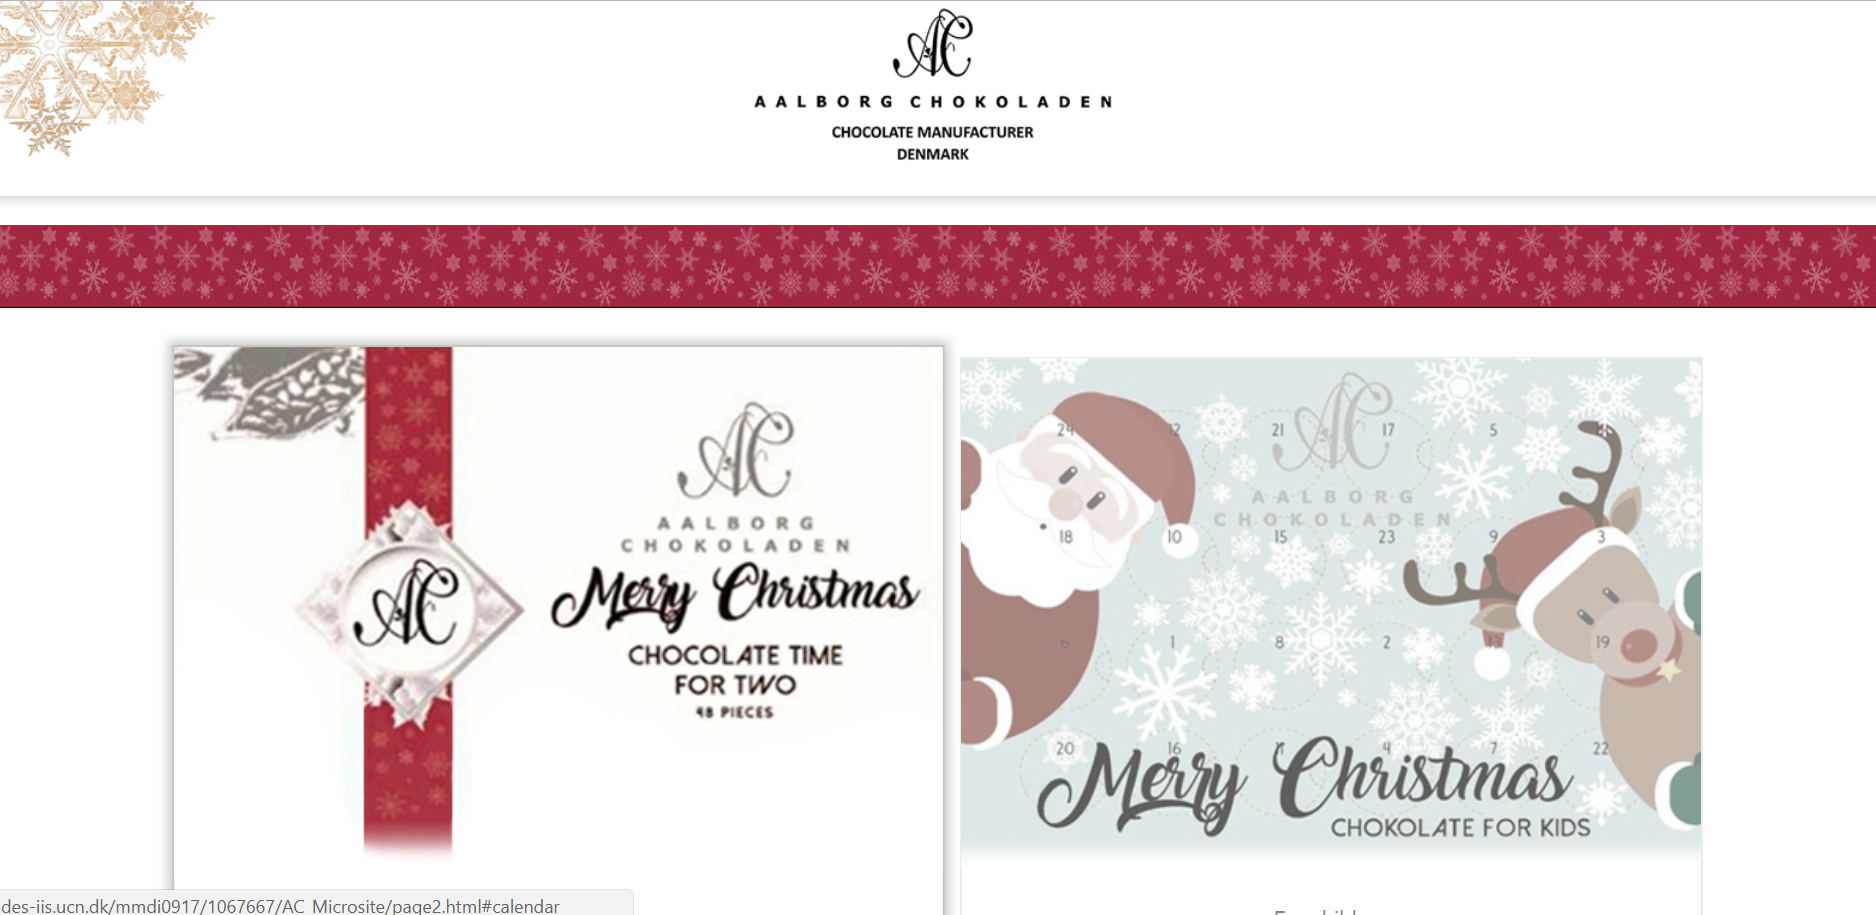 AC
AALBORG CHOKOLADEN
CHOCOLATE MANUFACTURER
DENMARK
AC
AALBORG
CHOKOLADEN
Merry Christmas
CHOCOLATE TIME
FOR TWO
48 PIECES
AC
AC
AALBORG
CHOKOLADEN
24 12 21 17 5
18 10 15 23 9 3
6 1 8 2 13 19
20 16 11 4 7 22
Merry Christmas
CHOKOLATE FOR KIDS
des-iis.ucn.dk/mmdi0917/1067667/AC_Microsite/page2.html#calendar